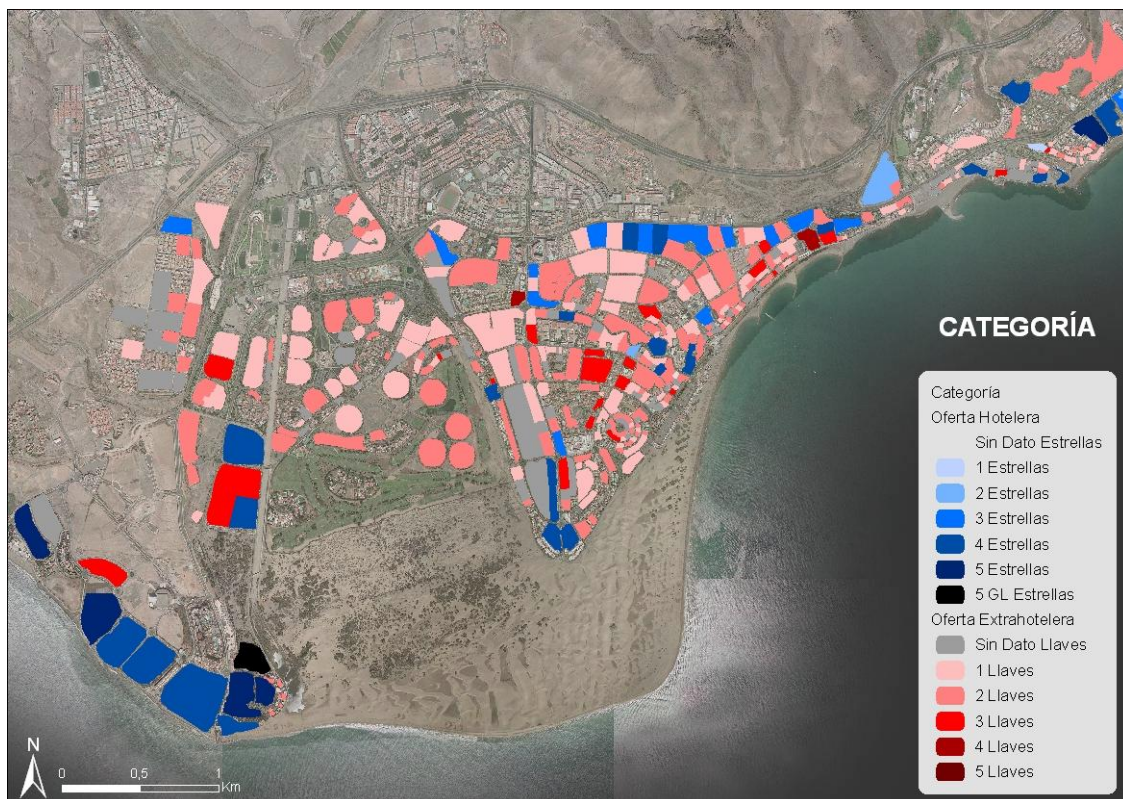 CATEGORÍA
Categoría
Oferta Hotelera
Sin Dato Estrellas
1 Estrellas
2 Estrellas
3 Estrellas
4 Estrellas
5 Estrellas
5 GL Estrellas
Oferta Extrahotelera
Sin Dato Llaves
1 Llaves
2 Llaves
3 Llaves
4 Llaves
5 Llaves
N
0 0,5 1
Km